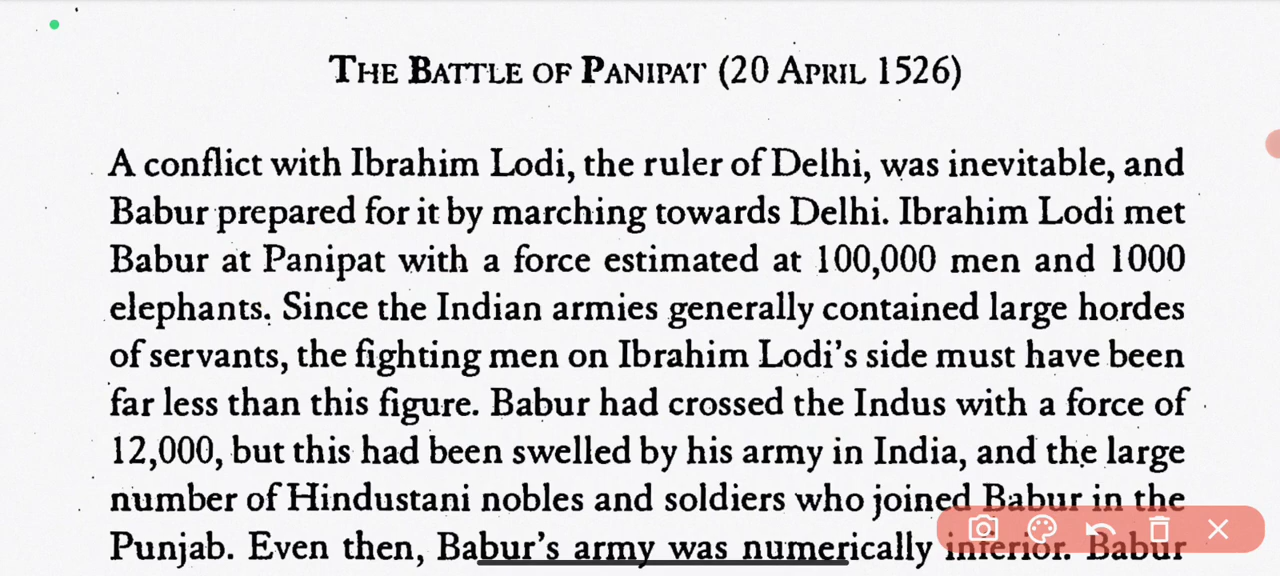 THE BATTLE OF PANIPAT (20 APRIL 1526)
A conflict with Ibrahim Lodi, the ruler of Delhi, was inevitable, and
Babur prepared for it by marching towards Delhi. Ibrahim Lodi met
Babur at Panipat with a force estimated at 100,000 men and 1000
elephants. Since the Indian armies generally contained large hordes
of servants, the fighting men on Ibrahim Lodi's side must have been
far less than this figure. Babur had crossed the Indus with a force of
12,000, but this had been swelled by his army in India, and the large
number of Hindustani nobles and soldiers who joined Babur in the
Punjab. Even then, Babur's army was numerically inferior. Babur